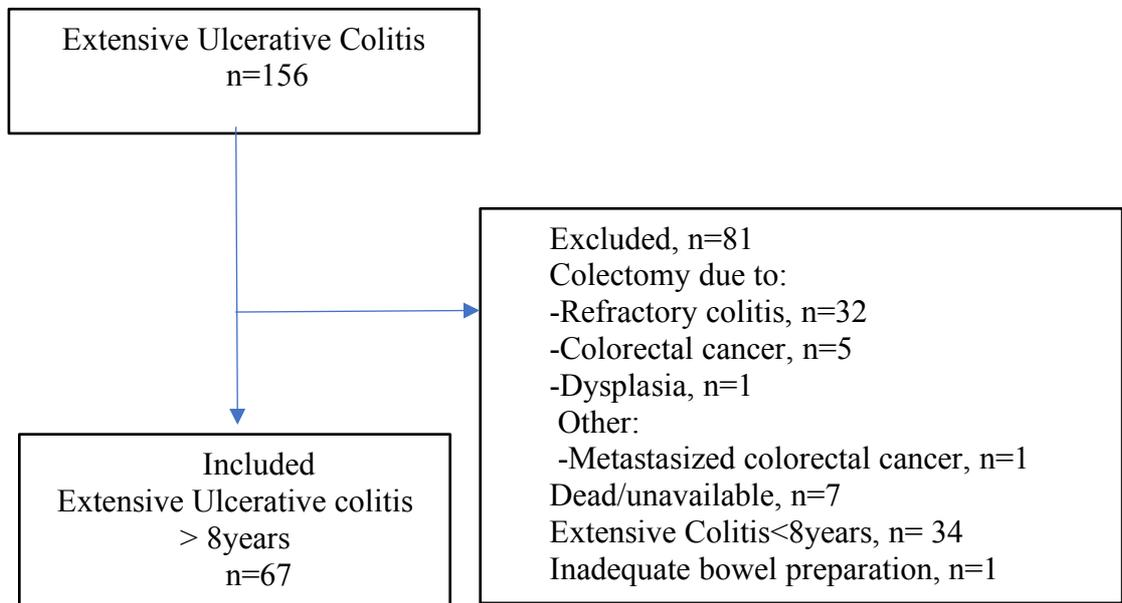 Extensive Ulcerative Colitis
n=156
Excluded, n=81
Colectomy due to:
-Refractory colitis, n=32
-Colorectal cancer, n=5
-Dysplasia, n=1
Other:
-Metastasized colorectal cancer, n=1
Dead/unavailable, n=7
Extensive Colitis<8years, n= 34
Inadequate bowel preparation, n=1
Included
Extensive Ulcerative colitis
> 8years
n=67